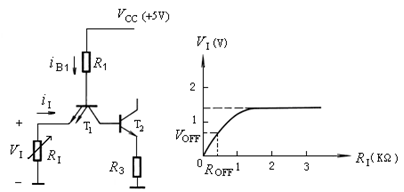 V_CC (+5V)
i_B1
R_1
i_I
T_1
T_2
+
V_I
R_I
R_3
−
V_I (V)
2
1
V_OFF
0
R_OFF
1
2
3
R_I (KΩ)